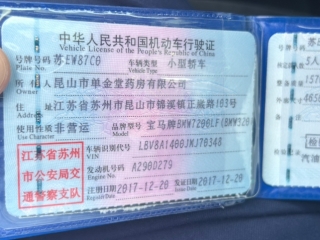 中华人民共和国机动车行驶证
Vehicle License of the People's Republic of China
号牌号码 苏EW87C0 车辆类型 小型轿车
Plate No. Vehicle Type
所有人 昆山市单金堂药房有限公司
Owner
住址 江苏省苏州市昆山市锦溪镇正崴路103号
Address
使用性质 非营运 品牌型号 宝马牌BMW7200LF(BMW320
Use Character Model
江苏省苏州
市公安局交
通警察支队
车辆识别代号 LBV8A1400JMJ76348
VIN
发动机号码 A290D279
Engine No.
注册日期 2017-12-20 发证日期 2017-12-20
Register Date Issue Date